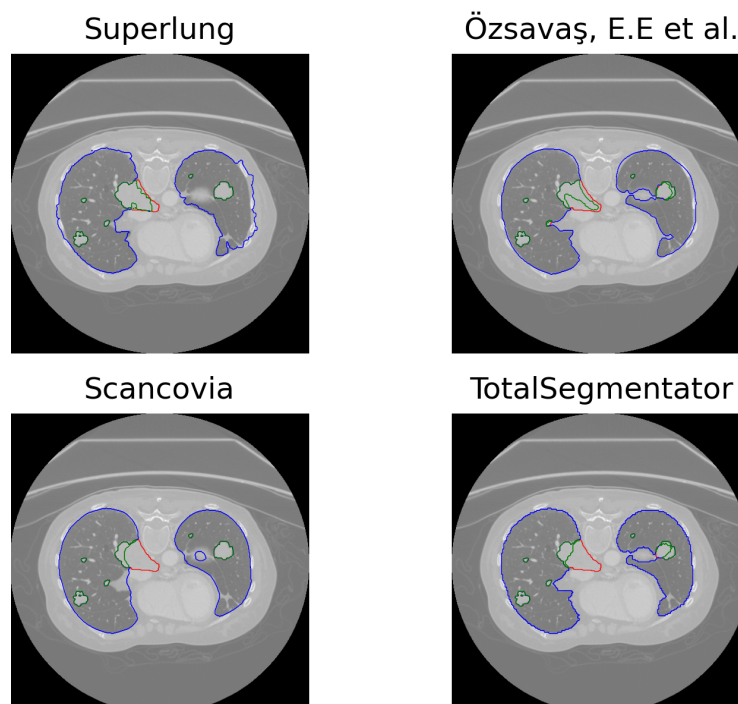 Superlung
Özsavaş, E.E et al.
Scancovia
TotalSegmentator